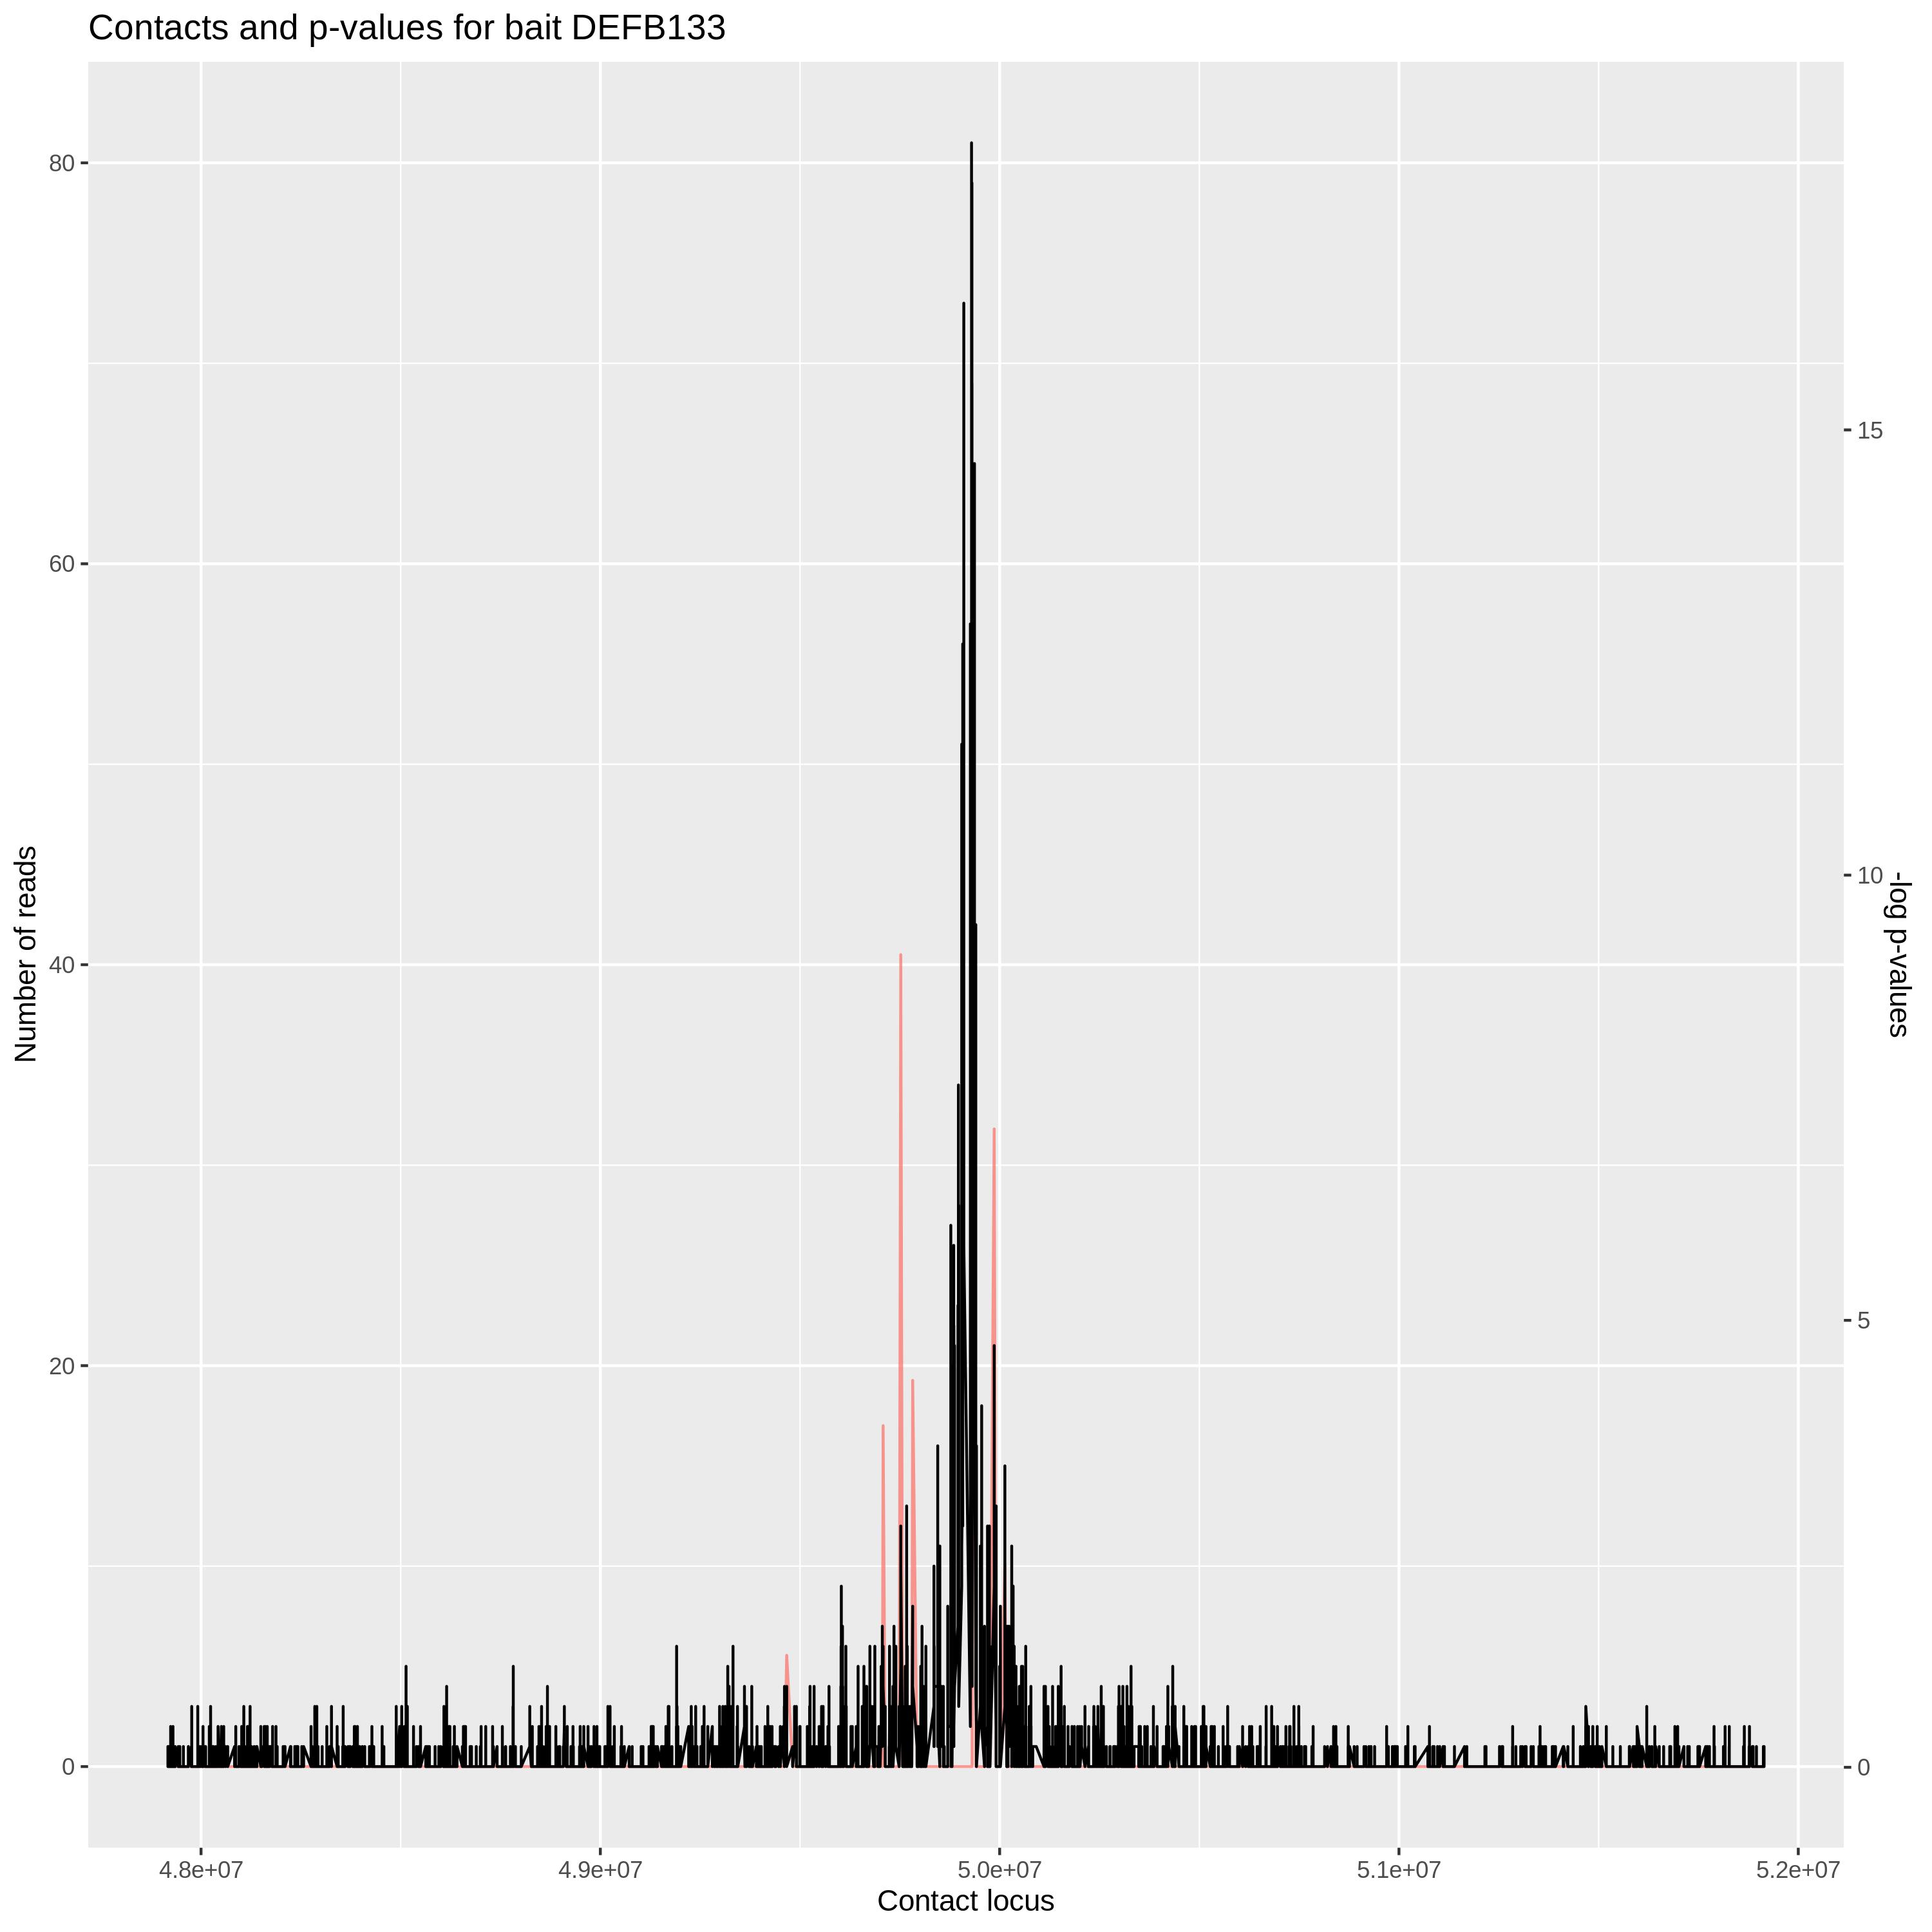 Contacts and p-values for bait DEFB133
80
60
40
20
0
Number of reads
15
10
5
0
-log p-values
4.8e+07
4.9e+07
5.0e+07
5.1e+07
5.2e+07
Contact locus